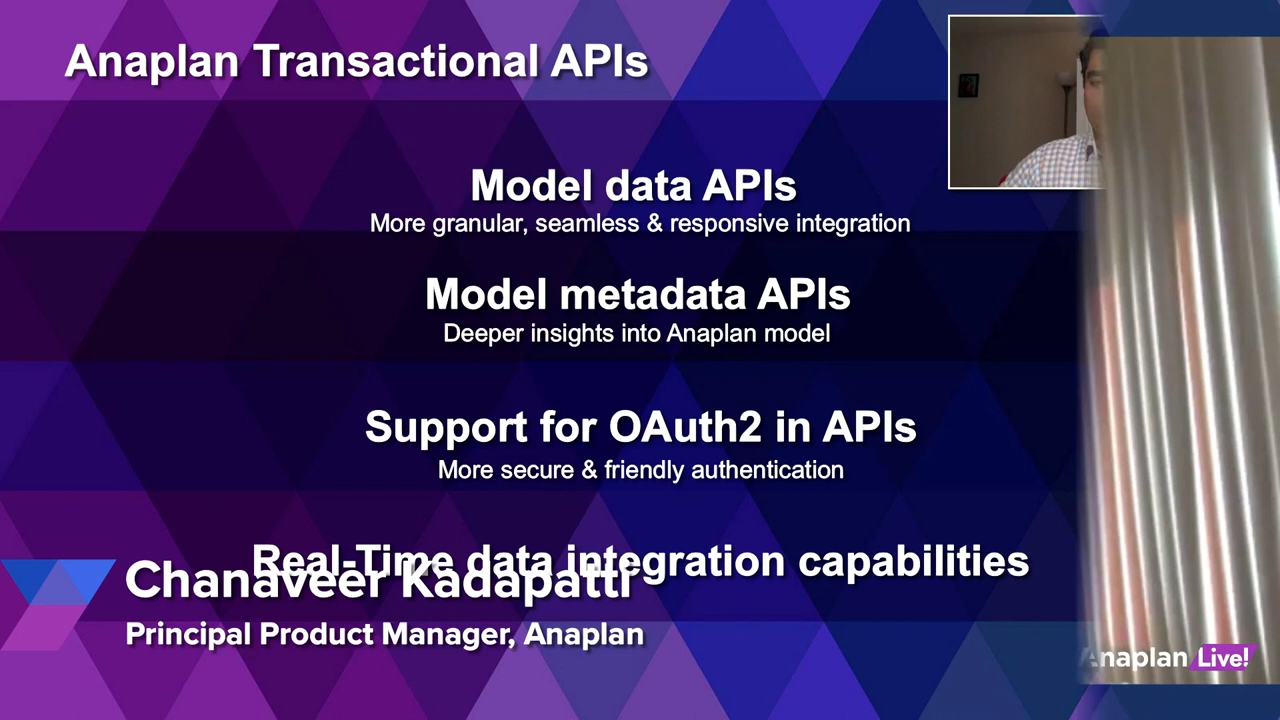 Anaplan Transactional APIs
Model data APIs
More granular, seamless & responsive integration
Model metadata APIs
Deeper insights into Anaplan model
Support for OAuth2 in APIs
More secure & friendly authentication
Real-Time data integration capabilities
Chanaveer Kadapatti
Principal Product Manager, Anaplan
Anaplan Live!